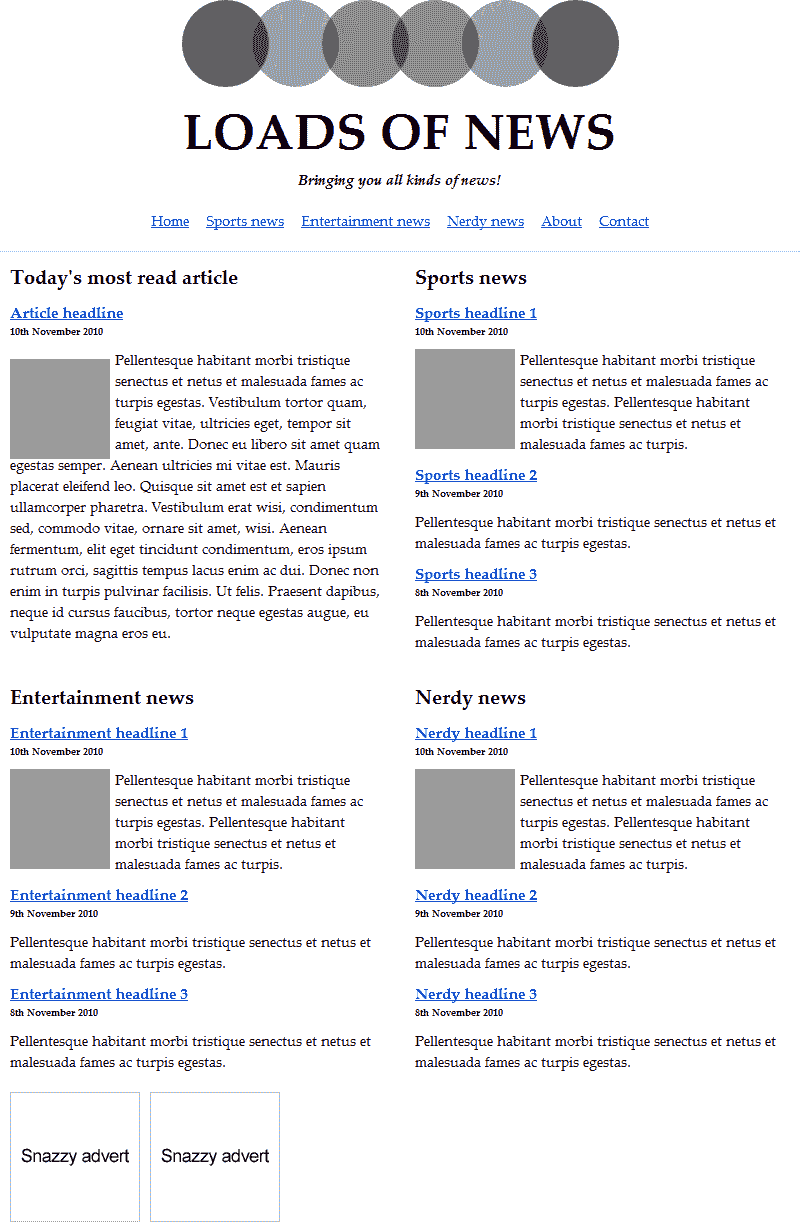 LOADS OF NEWS
Bringing you all kinds of news!
Home Sports news Entertainment news Nerdy news About Contact
Today's most read article
Article headline
10th November 2010
Pellentesque habitant morbi tristique
senectus et netus et malesuada fames ac
turpis egestas. Vestibulum tortor quam,
feugiat vitae, ultricies eget, tempor sit
amet, ante. Donec eu libero sit amet quam
egestas semper. Aenean ultricies mi vitae est. Mauris
placerat eleifend leo. Quisque sit amet est et sapien
ullamcorper pharetra. Vestibulum erat wisi, condimentum
sed, commodo vitae, ornare sit amet, wisi. Aenean
fermentum, elit eget tincidunt condimentum, eros ipsum
rutrum orci, sagittis tempus lacus enim ac dui. Donec non
enim in turpis pulvinar facilisis. Ut felis. Praesent dapibus,
neque id cursus faucibus, tortor neque egestas augue, eu
vulputate magna eros eu.
Sports news
Sports headline 1
10th November 2010
Pellentesque habitant morbi tristique
senectus et netus et malesuada fames ac
turpis egestas. Pellentesque habitant
morbi tristique senectus et netus et
malesuada fames ac turpis.
Sports headline 2
9th November 2010
Pellentesque habitant morbi tristique senectus et netus et
malesuada fames ac turpis egestas.
Sports headline 3
8th November 2010
Pellentesque habitant morbi tristique senectus et netus et
malesuada fames ac turpis egestas.
Entertainment news
Entertainment headline 1
10th November 2010
Pellentesque habitant morbi tristique
senectus et netus et malesuada fames ac
turpis egestas. Pellentesque habitant
morbi tristique senectus et netus et
malesuada fames ac turpis.
Entertainment headline 2
9th November 2010
Pellentesque habitant morbi tristique senectus et netus et
malesuada fames ac turpis egestas.
Entertainment headline 3
8th November 2010
Pellentesque habitant morbi tristique senectus et netus et
malesuada fames ac turpis egestas.
Nerdy news
Nerdy headline 1
10th November 2010
Pellentesque habitant morbi tristique
senectus et netus et malesuada fames ac
turpis egestas. Pellentesque habitant
morbi tristique senectus et netus et
malesuada fames ac turpis.
Nerdy headline 2
9th November 2010
Pellentesque habitant morbi tristique senectus et netus et
malesuada fames ac turpis egestas.
Nerdy headline 3
8th November 2010
Pellentesque habitant morbi tristique senectus et netus et
malesuada fames ac turpis egestas.
Snazzy advert
Snazzy advert